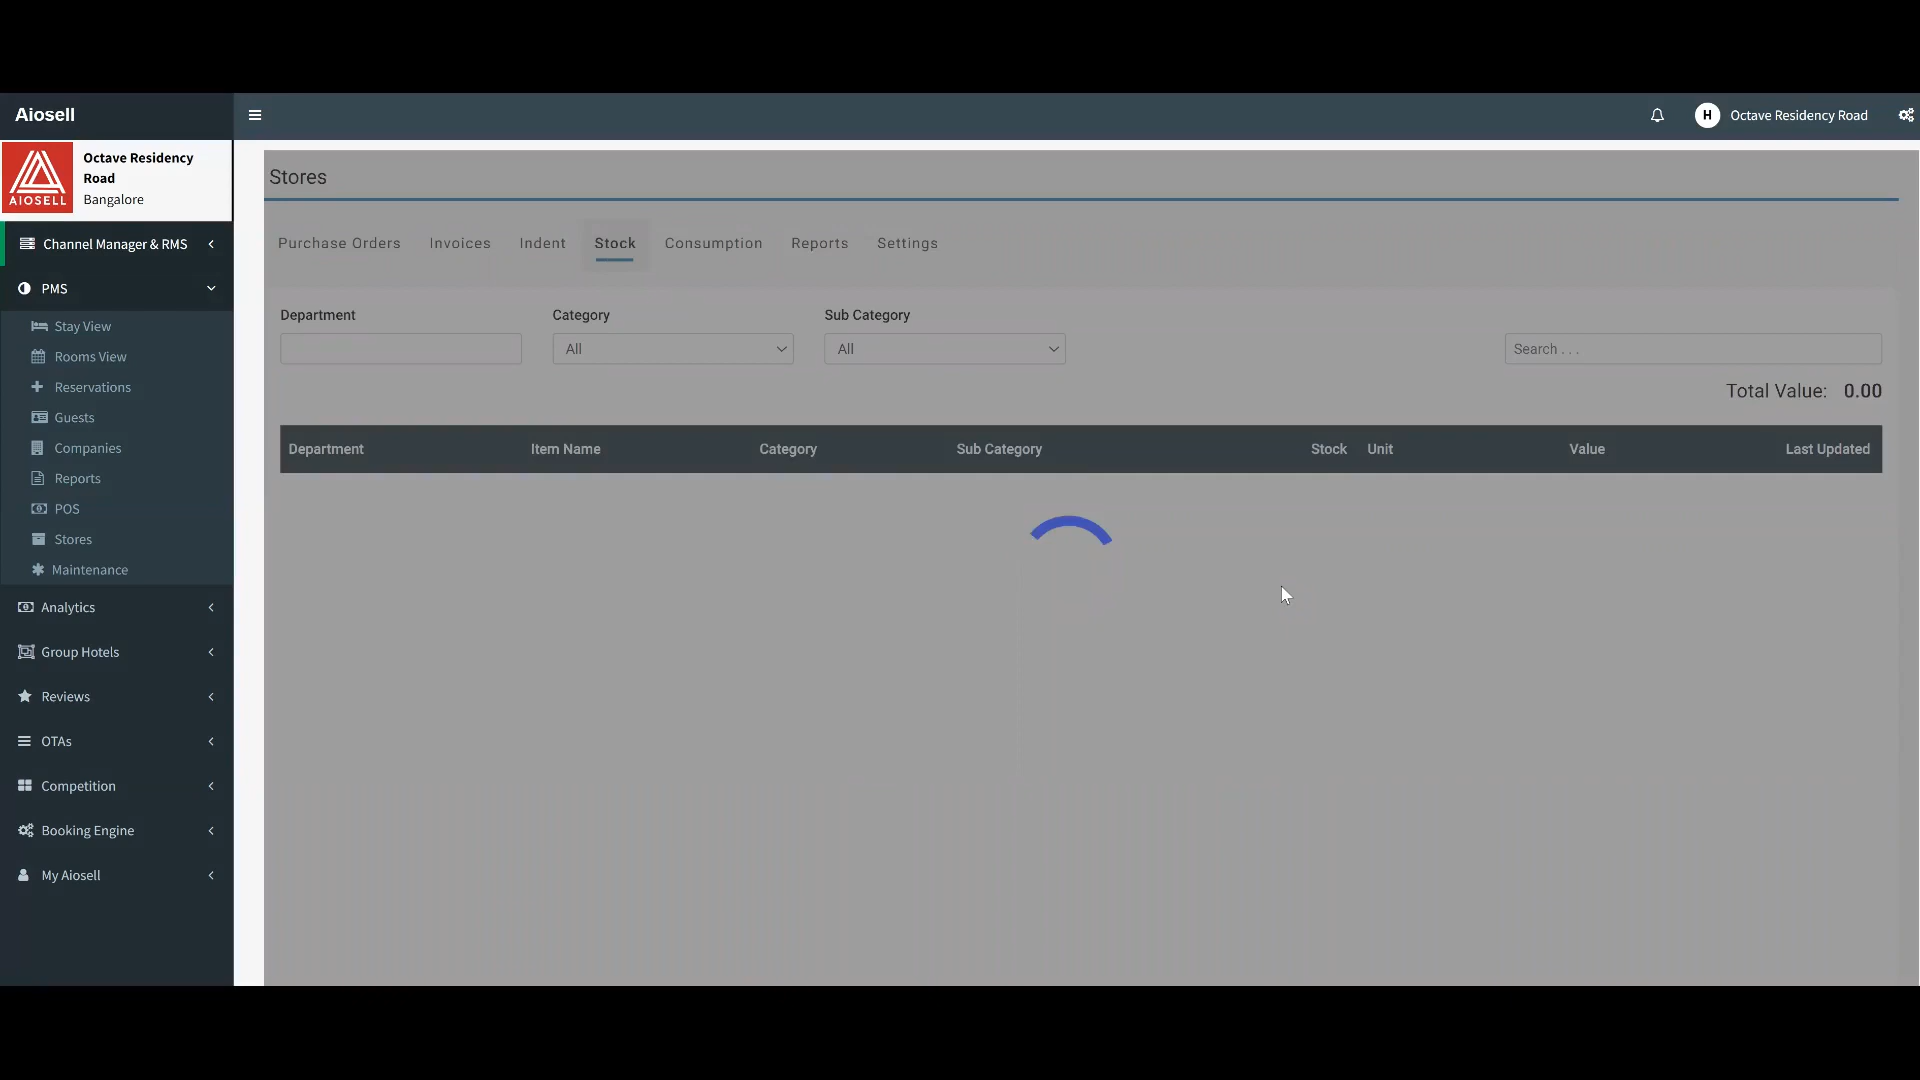 Aiosell
Octave Residency Road
Octave Residency
Road
Bangalore
AIOSELL
Channel Manager & RMS
PMS
Stay View
Rooms View
Reservations
Guests
Companies
Reports
POS
Stores
Maintenance
Analytics
Group Hotels
Reviews
OTAs
Competition
Booking Engine
My Aiosell
H
Stores
Purchase Orders Invoices Indent Stock Consumption Reports Settings
Department Category Sub Category
All All Search . . .
Total Value: 0.00
Department Item Name Category Sub Category Stock Unit Value Last Updated